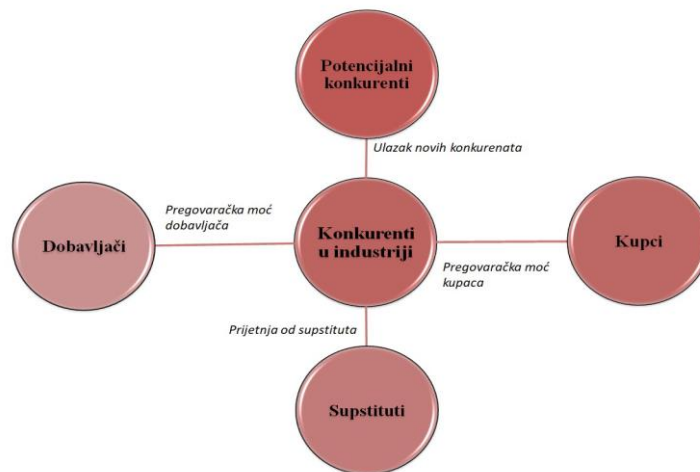 Potencijalni
konkurenti
Ulazak novih konkurenata
Pregovaračka moć
dobavljača
Dobavljači
Konkurenti
u industriji
Kupci
Pregovaračka moć
kupaca
Prijetnja od supstituta
Supstituti